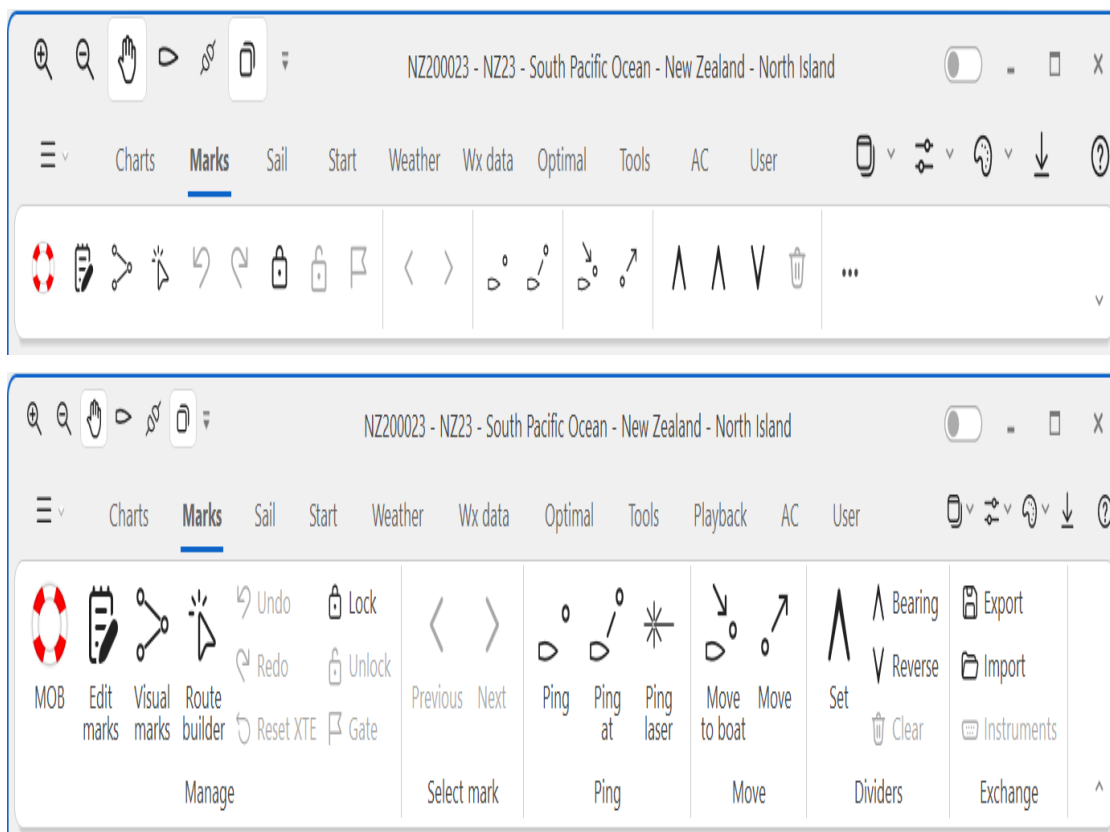 NZ200023 - NZ23 - South Pacific Ocean - New Zealand - North Island
Charts Marks Sail Start Weather Wx data Optimal Tools AC User
NZ200023 - NZ23 - South Pacific Ocean - New Zealand - North Island
Charts Marks Sail Start Weather Wx data Optimal Tools Playback AC User
MOB
Edit marks
Visual marks
Route builder
Undo
Redo
Reset XTE
Lock
Unlock
Gate
Manage
Previous
Next
Select mark
Ping
Ping at
Ping laser
Ping
Move to boat
Move
Move
Set
Bearing
Reverse
Clear
Dividers
Export
Import
Instruments
Exchange